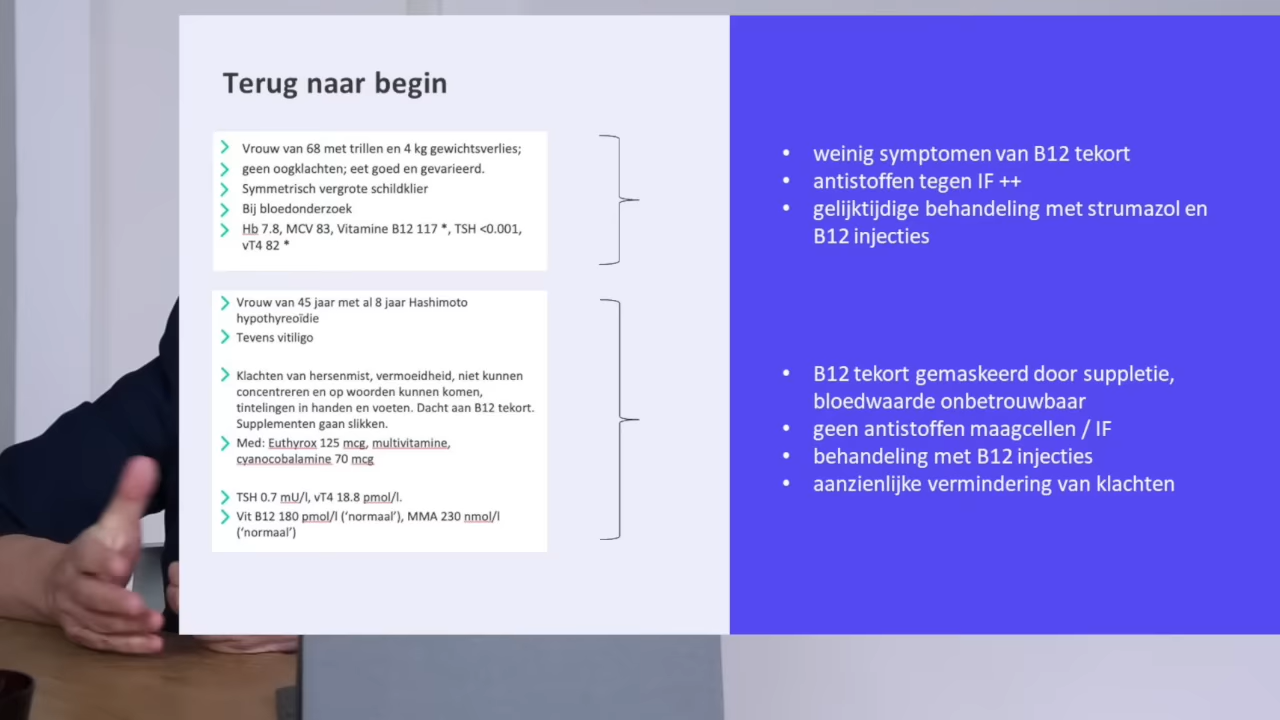 Terug naar begin
Vrouw van 68 met trillen en 4 kg gewichtsverlies;
geen oogklachten; eet goed en gevarieerd.
Symmetrisch vergrote schildklier
Bij bloedonderzoek
Hb 7.8, MCV 83, Vitamine B12 117 *, TSH <0.001,
vT4 82 *
Vrouw van 45 jaar met al 8 jaar Hashimoto
hypothyreoïdie
Tevens vitiligo
Klachten van hersenmist, vermoeidheid, niet kunnen
concentreren en op woorden kunnen komen,
tintelingen in handen en voeten. Dacht aan B12 tekort.
Supplementen gaan slikken.
Med: Euthyrox 125 mcg, multivitamine,
cyanocobalamine 70 mcg
TSH 0.7 mU/l, vT4 18.8 pmol/l.
Vit B12 180 pmol/l (‘normaal’), MMA 230 nmol/l
(‘normaal’)
• weinig symptomen van B12 tekort
• antistoffen tegen IF ++
• gelijktijdige behandeling met strumazol en
B12 injecties
• B12 tekort gemaskeerd door suppletie,
bloedwaarde onbetrouwbaar
• geen antistoffen maagcellen / IF
• behandeling met B12 injecties
• aanzienlijke vermindering van klachten